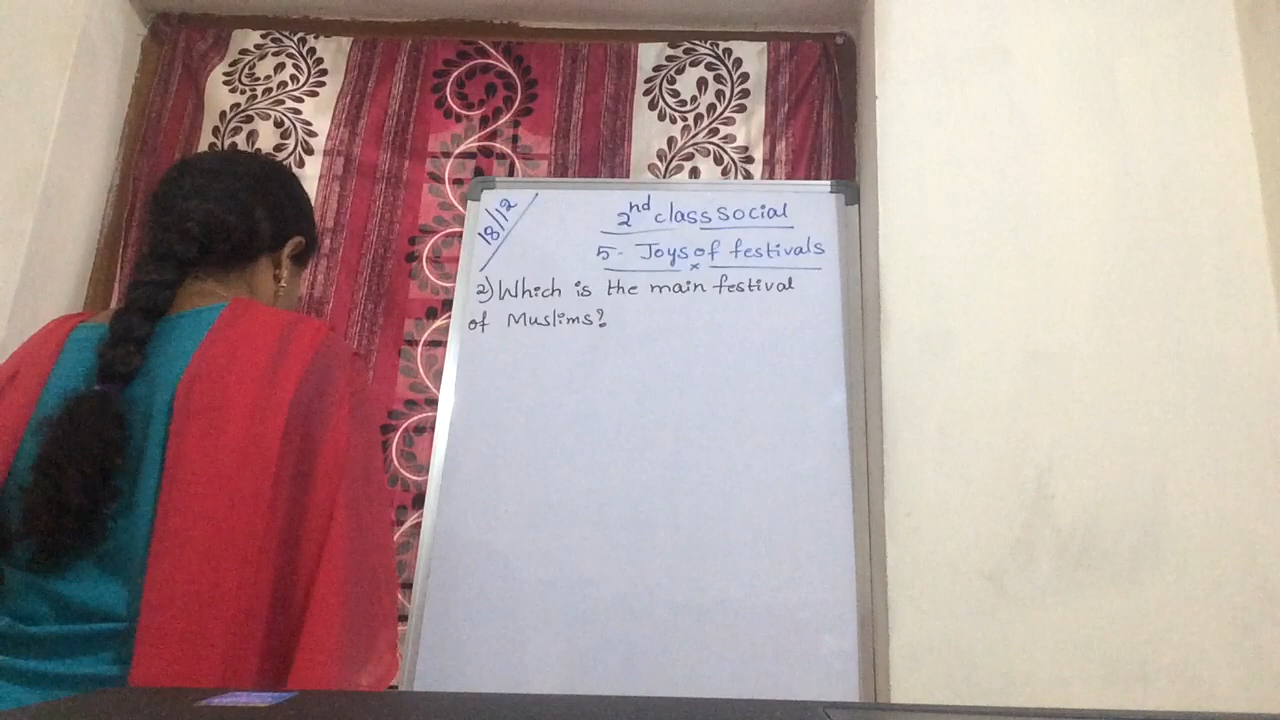 18/12
2nd class social
5- Joys of festivals
x
2) Which is the main festival
of Muslims?